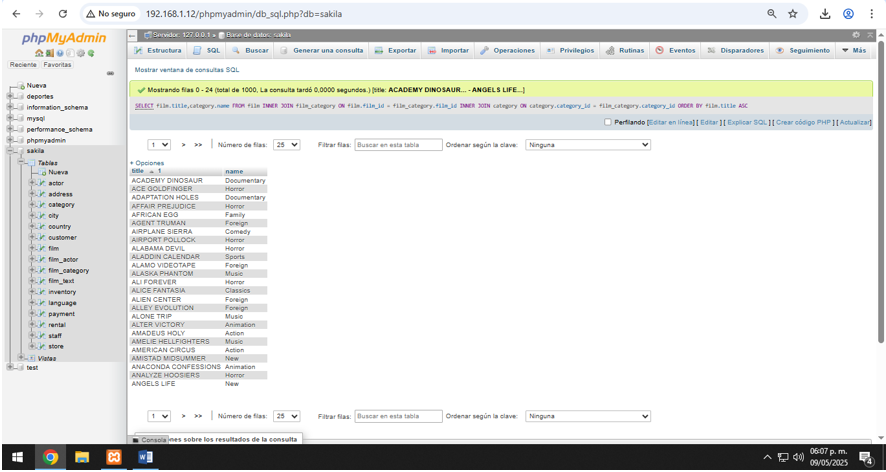 No seguro 192.168.1.12/phpmyadmin/db_sql.php?db=sakila
phpMyAdmin
Reciente Favoritas
Nueva
deportes
information_schema
mysql
performance_schema
phpmyadmin
sakila
Tablas
Nueva
actor
address
category
city
country
customer
film
film_actor
film_category
film_text
inventory
language
payment
rental
staff
store
Vistas
test
Servidor: 127.0.0.1 » Base de datos: sakila
Estructura SQL Buscar Generar una consulta Exportar Importar Operaciones Privilegios Rutinas Eventos Disparadores Seguimiento Más
Mostrar ventana de consultas SQL
Mostrando filas 0 - 24 (total de 1000, La consulta tardó 0,0000 segundos.) [title: ACADEMY DINOSAUR... - ANGELS LIFE...]
SELECT film.title,category.name FROM film INNER JOIN film_category ON film.film_id = film_category.film_id INNER JOIN category ON category.category_id = film_category.category_id ORDER BY film.title ASC
Perfilando [Editar en línea] [ Editar ] [ Explicar SQL ] [ Crear código PHP ] [ Actualizar]
1 > >> Número de filas: 25 Filtrar filas: Buscar en esta tabla Ordenar según la clave: Ninguna
+ Opciones
title 1 name
ACADEMY DINOSAUR Documentary
ACE GOLDFINGER Horror
ADAPTATION HOLES Documentary
AFFAIR PREJUDICE Horror
AFRICAN EGG Family
AGENT TRUMAN Foreign
AIRPLANE SIERRA Comedy
AIRPORT POLLOCK Horror
ALABAMA DEVIL Horror
ALADDIN CALENDAR Sports
ALAMO VIDEOTAPE Foreign
ALASKA PHANTOM Music
ALI FOREVER Horror
ALICE FANTASIA Classics
ALIEN CENTER Foreign
ALLEY EVOLUTION Foreign
ALONE TRIP Music
ALTER VICTORY Animation
AMADEUS HOLY Action
AMELIE HELLFIGHTERS Music
AMERICAN CIRCUS Action
AMISTAD MIDSUMMER New
ANACONDA CONFESSIONS Animation
ANALYZE HOOSIERS Horror
ANGELS LIFE New
1 > >> Número de filas: 25 Filtrar filas: Buscar en esta tabla Ordenar según la clave: Ninguna
Consola ones sobre los resultados de la consulta
06:07 p. m.
09/05/2025
4